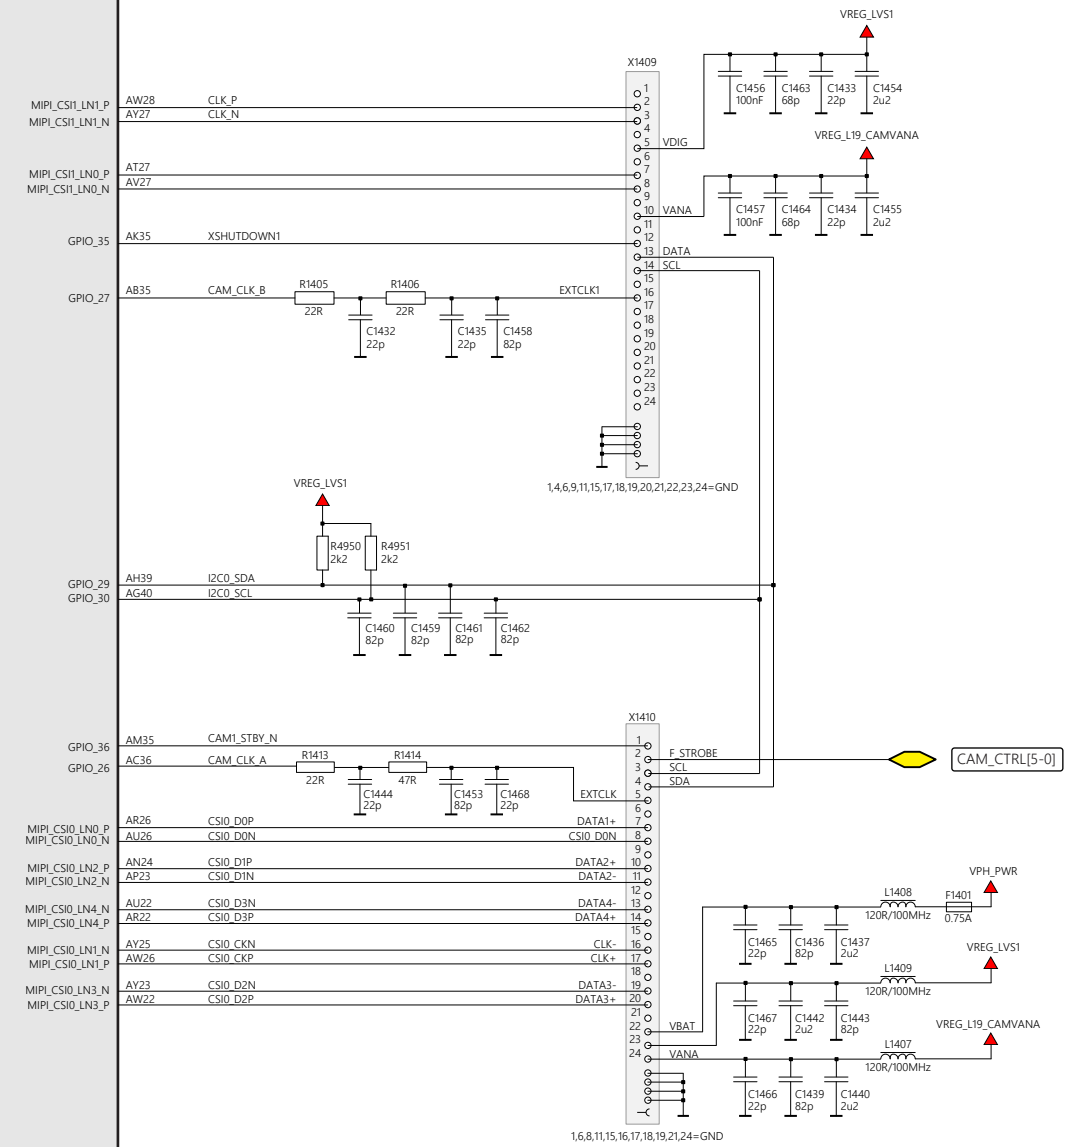 VREG_LVS1
X1409
C1456 C1463 C1433 C1454
100nF 68p 22p 2u2
1
MIPI_CSI1_LN1_P AW28 CLK_P 2
MIPI_CSI1_LN1_N AY27 CLK_N 3
4
5 VDIG
VREG_L19_CAMVANA
6
MIPI_CSI1_LN0_P AT27 7
MIPI_CSI1_LN0_N AV27 8
9
C1457 C1464 C1434 C1455
100nF 68p 22p 2u2
10 VANA
11
GPIO_35 AK35 XSHUTDOWN1 12
13 DATA
14 SCL
15
R1405 R1406
GPIO_27 AB35 CAM_CLK_B EXTCLK1 16
22R 22R
17
18
C1432 C1435 C1458
22p 22p 82p
19
20
21
22
23
24
1,4,6,9,11,15,17,18,19,20,21,22,23,24=GND
VREG_LVS1
R4950 R4951
2k2 2k2
GPIO_29 AH39 I2C0_SDA
GPIO_30 AG40 I2C0_SCL
C1460 C1459 C1461 C1462
82p 82p 82p 82p
X1410
GPIO_36 AM35 CAM1_STBY_N 1
2 F_STROBE CAM_CTRL[5-0]
R1413 R1414
GPIO_26 AC36 CAM_CLK_A 3 SCL
22R 47R
4 SDA
C1444 C1453 C1468
22p 82p 22p
EXTCLK 5
6
MIPI_CSI0_LN0_P AR26 CSI0_D0P DATA1+ 7
MIPI_CSI0_LN0_N AU26 CSI0_D0N CSI0_D0N 8
9
MIPI_CSI0_LN2_P AN24 CSI0_D1P DATA2+ 10
MIPI_CSI0_LN2_N AP23 CSI0_D1N DATA2- 11
12
MIPI_CSI0_LN4_N AU22 CSI0_D3N DATA4- 13
MIPI_CSI0_LN4_P AR22 CSI0_D3P DATA4+ 14
15
MIPI_CSI0_LN1_N AY25 CSI0_CKN CLK- 16
MIPI_CSI0_LN1_P AW26 CSI0_CKP CLK+ 17
18
MIPI_CSI0_LN3_N AY23 CSI0_D2N DATA3- 19
MIPI_CSI0_LN3_P AW22 CSI0_D2P DATA3+ 20
21
22 VBAT
23
24 VANA
VPH_PWR
L1408 F1401
120R/100MHz 0.75A
C1465 C1436 C1437
22p 82p 2u2
VREG_LVS1
L1409
120R/100MHz
C1467 C1442 C1443
22p 2u2 82p
VREG_L19_CAMVANA
L1407
120R/100MHz
C1466 C1439 C1440
22p 82p 2u2
1,6,8,11,15,16,17,18,19,21,24=GND